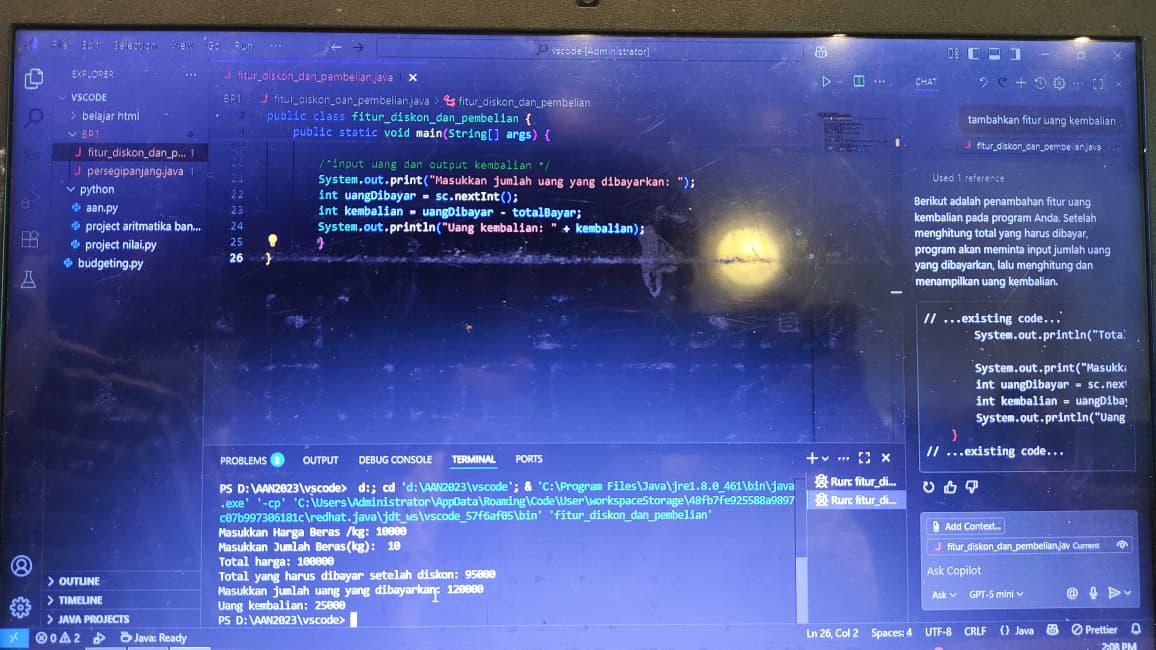 File Edit Selection View Go Run ...
vscode [Administrator]
EXPLORER
VSCODE
belajar html
BP1
fitur_diskon_dan_p... 1
persegipanjang.java 1
python
aan.py
project aritmatika ban...
project nilai.py
budgeting.py
OUTLINE
TIMELINE
JAVA PROJECTS
fitur_diskon_dan_pembelian.java
BP1 > fitur_diskon_dan_pembelian.java > fitur_diskon_dan_pembelian
public class fitur_diskon_dan_pembelian {
public static void main(String[] args) {
/*input uang dan output kembalian */
21 System.out.print("Masukkan jumlah uang yang dibayarkan: ");
22 int uangDibayar = sc.nextInt();
23 int kembalian = uangDibayar - totalBayar;
24 System.out.println("Uang kembalian: " + kembalian);
25 }
26 }
PROBLEMS 2 OUTPUT DEBUG CONSOLE TERMINAL PORTS
PS D:\AAN2023\vscode> d:; cd 'd:\AAN2023\vscode'; & 'C:\Program Files\Java\jre1.8.0_461\bin\java
.exe' '-cp' 'C:\Users\Administrator\AppData\Roaming\Code\User\workspaceStorage\48fb7fe925588a9897
c07b997306181c\redhat.java\jdt_ws\vscode_57f6af05\bin' 'fitur_diskon_dan_pembelian'
Masukkan Harga Beras /kg: 10000
Masukkan Jumlah Beras(kg): 10
Total harga: 100000
Total yang harus dibayar setelah diskon: 95000
Masukkan jumlah uang yang dibayarkan: 120000
Uang kembalian: 25000
PS D:\AAN2023\vscode>
Run: fitur_di...
Run: fitur_di...
CHAT
tambahkan fitur uang kembalian
fitur_diskon_dan_pembelian.java
Used 1 reference
Berikut adalah penambahan fitur uang
kembalian pada program Anda. Setelah
menghitung total yang harus dibayar,
program akan meminta input jumlah uang
yang dibayarkan, lalu menghitung dan
menampilkan uang kembalian.
// ...existing code...
System.out.println("Tota
System.out.print("Masukk
int uangDibayar = sc.nex
int kembalian = uangDiba
System.out.println("Uang
}
// ...existing code...
Add Context...
fitur_diskon_dan_pembelian.jav Current
Ask Copilot
Ask GPT-5 mini
0 2 Java: Ready
Ln 26, Col 2 Spaces: 4 UTF-8 CRLF {} Java Prettier
2:08 PM